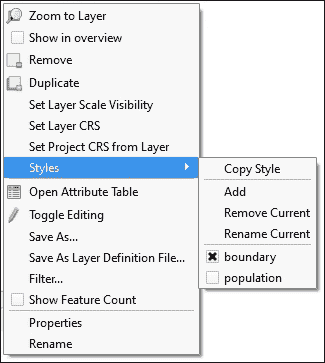 Zoom to Layer
Show in overview
Remove
Duplicate
Set Layer Scale Visibility
Set Layer CRS
Set Project CRS from Layer
Styles
Open Attribute Table
Toggle Editing
Save As...
Save As Layer Definition File...
Filter...
Show Feature Count
Properties
Rename
Copy Style
Add
Remove Current
Rename Current
boundary
population